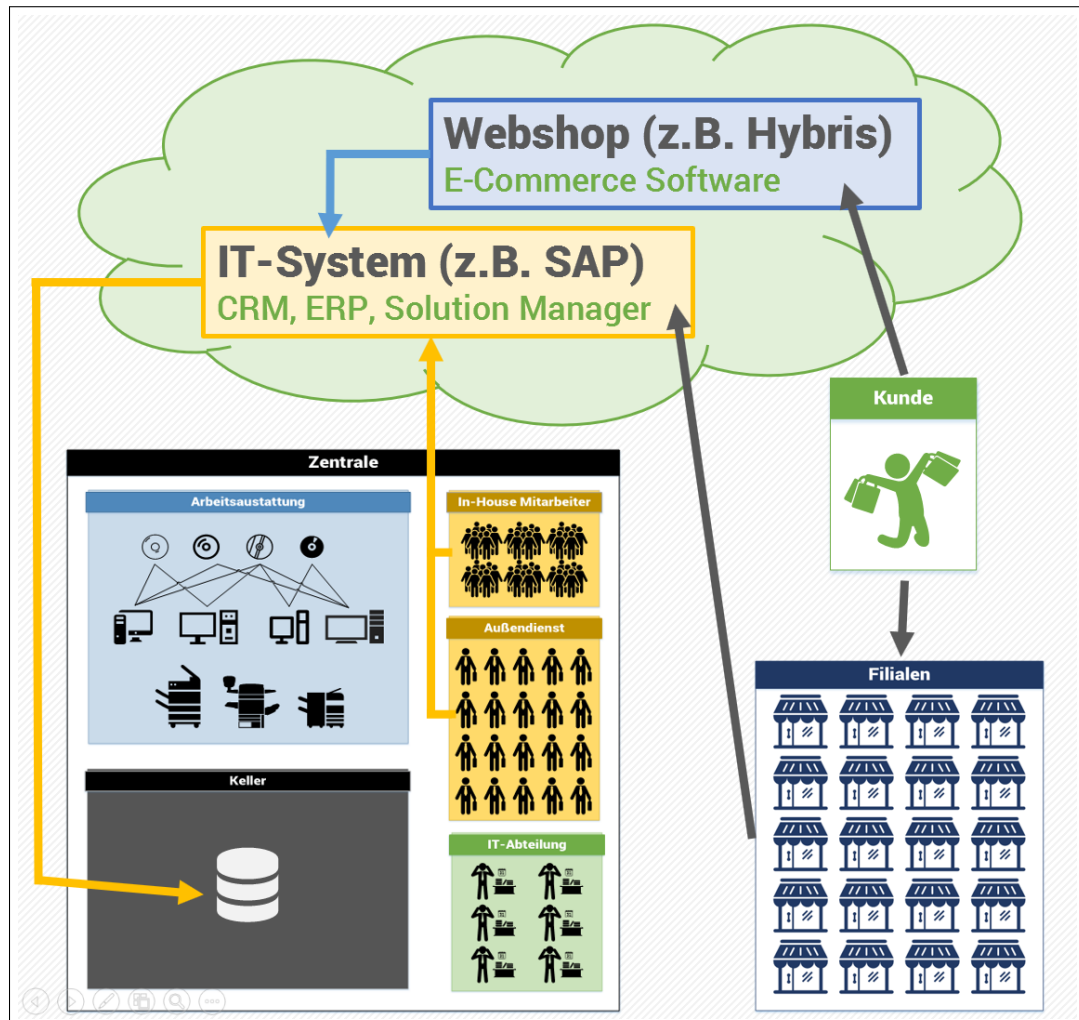 Webshop (z.B. Hybris)
E-Commerce Software
IT-System (z.B. SAP)
CRM, ERP, Solution Manager
Kunde
Zentrale
Arbeitsaustattung
In-House Mitarbeiter
Außendienst
Filialen
Keller
IT-Abteilung